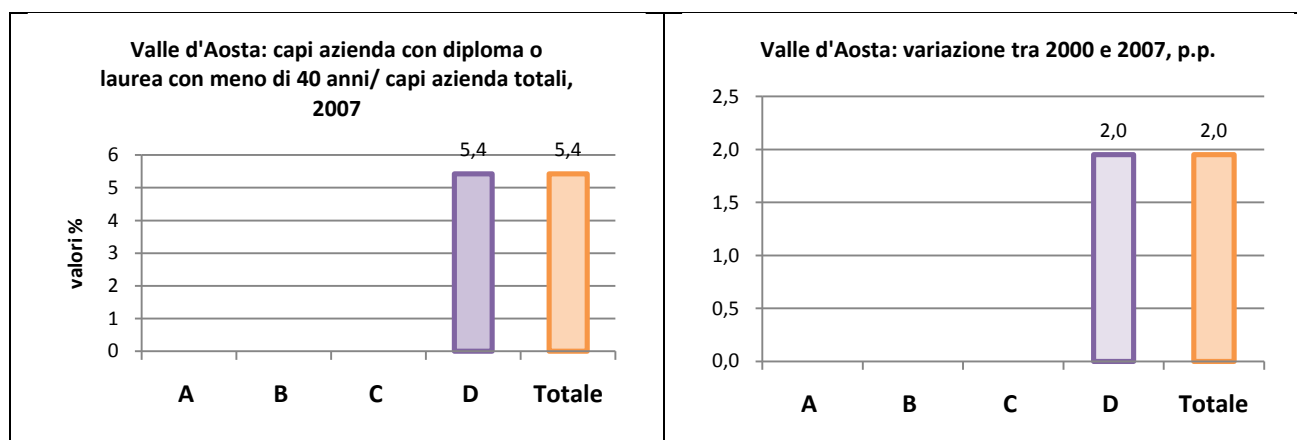 Valle d'Aosta: capi azienda con diploma o
laurea con meno di 40 anni/ capi azienda totali,
2007
valori %
6
5
4
3
2
1
0
5,4
5,4
A
B
C
D
Totale
Valle d'Aosta: variazione tra 2000 e 2007, p.p.
2,5
2,0
1,5
1,0
0,5
0,0
2,0
2,0
A
B
C
D
Totale